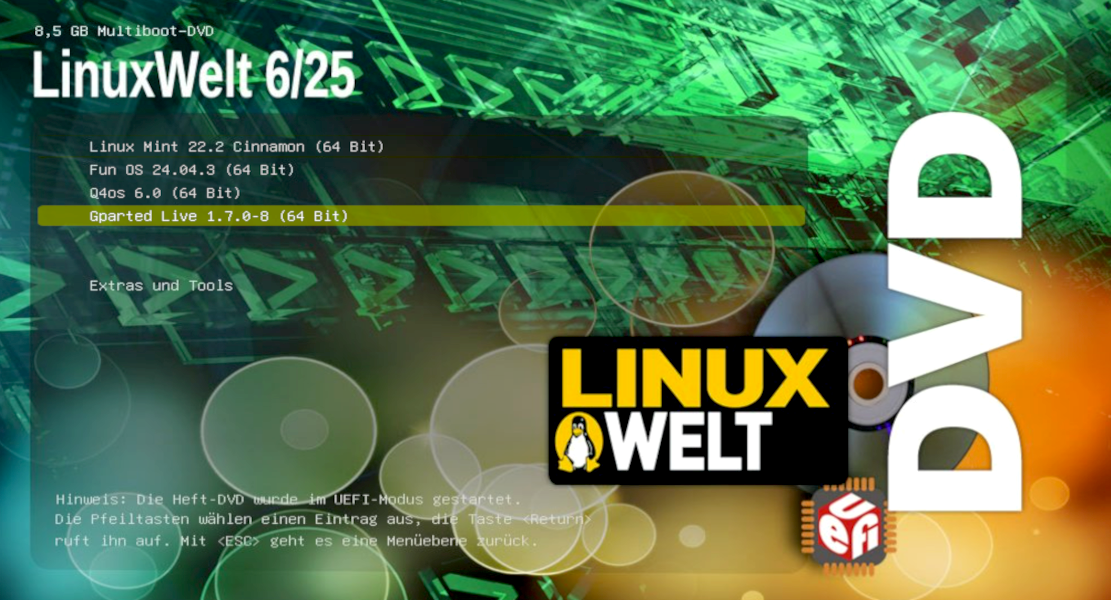 8,5 GB Multiboot-DVD
LinuxWelt 6/25
Linux Mint 22.2 Cinnamon (64 Bit)
Fun OS 24.04.3 (64 Bit)
Q4os 6.0 (64 Bit)
Gparted Live 1.7.0-8 (64 Bit)
Extras und Tools
LINUX
WELT
DVD
UEFI
Hinweis: Die Heft-DVD wurde im UEFI-Modus gestartet.
Die Pfeiltasten wählen einen Eintrag aus, die Taste <Return>
ruft ihn auf. Mit <ESC> geht es eine Menüebene zurück.